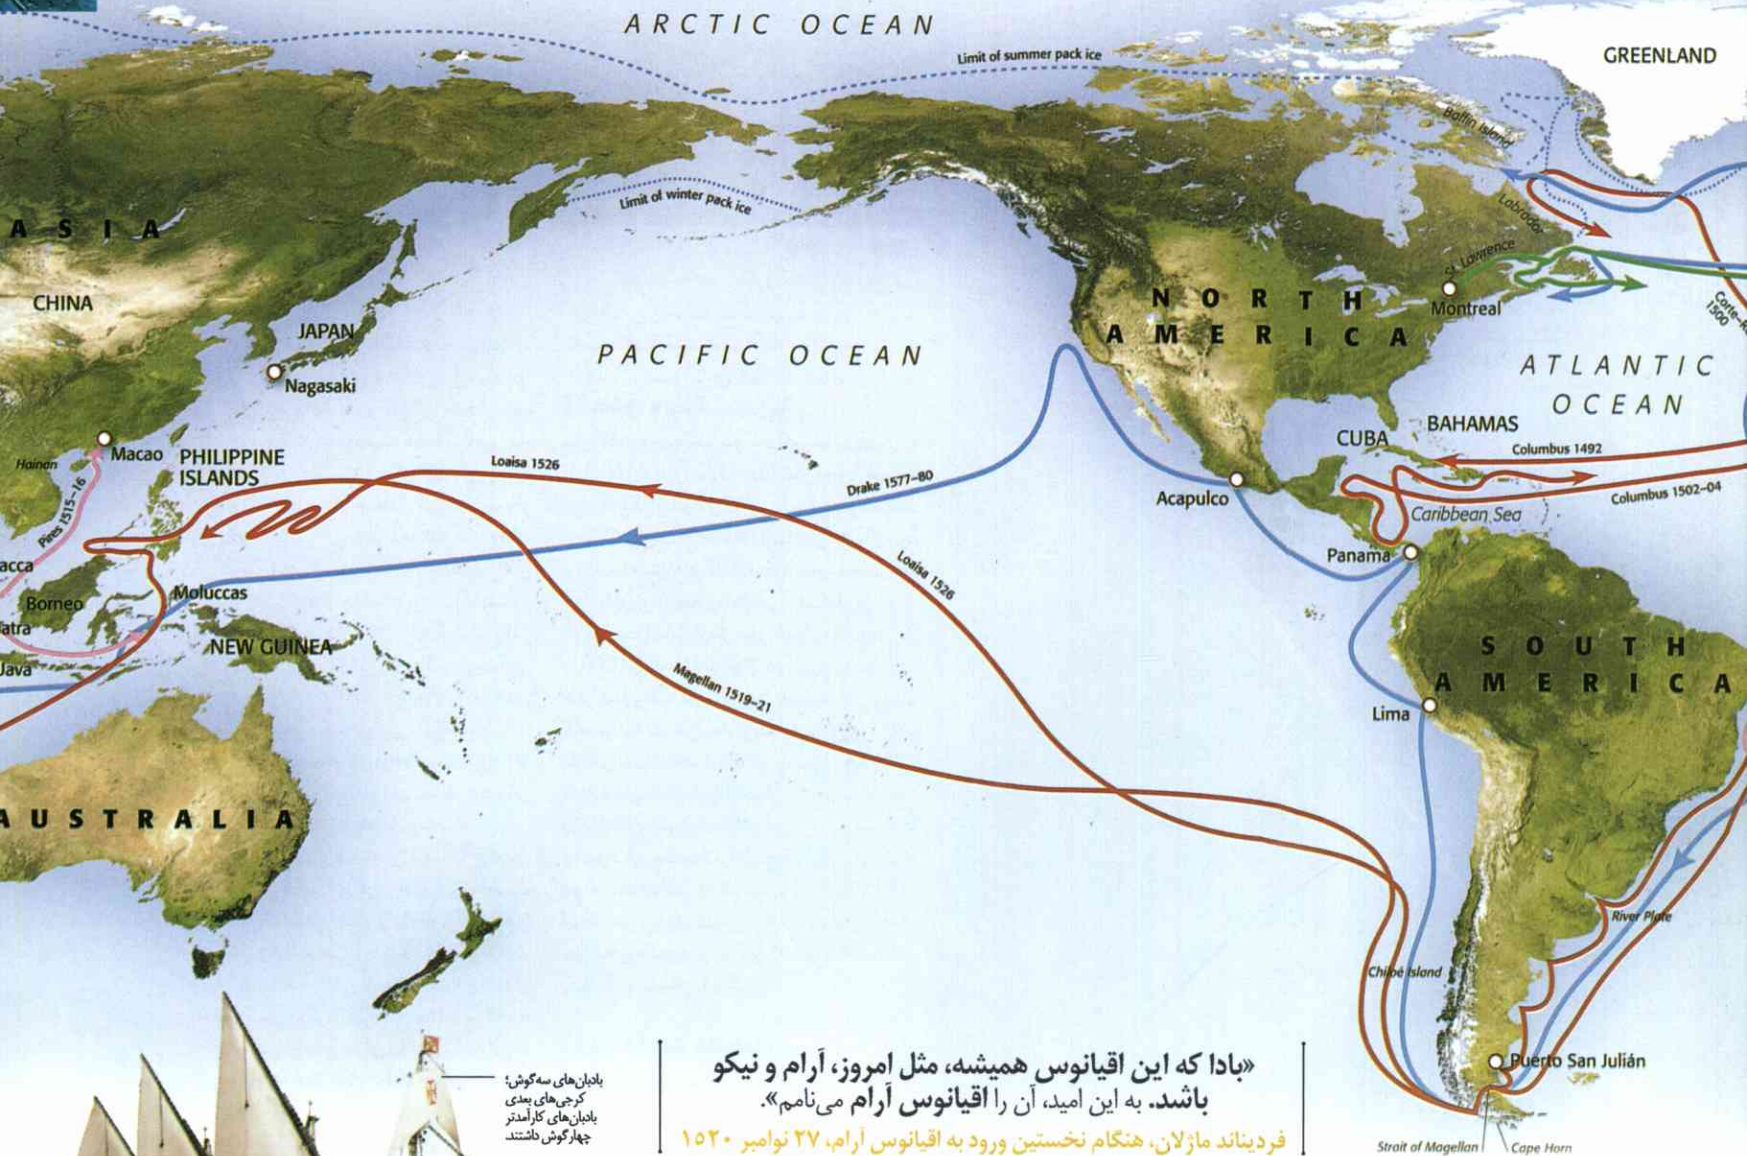 ARCTIC OCEAN
Limit of summer pack ice
GREENLAND
Baffin Island
Limit of winter pack ice
Labrador
ASIA
St. Lawrence
CHINA
NORTH
AMERICA
Montreal
1500
JAPAN
Nagasaki
PACIFIC OCEAN
ATLANTIC
OCEAN
BAHAMAS
CUBA
Columbus 1492
Columbus 1502–04
Caribbean Sea
Hainan
Macao
PHILIPPINE
ISLANDS
Loaisa 1526
Drake 1577–80
Acapulco
Pires 1515–16
Panama
Loaisa 1526
acca
Borneo
Moluccas
atra
Java
NEW GUINEA
Magellan 1519–21
SOUTH
AMERICA
Lima
AUSTRALIA
River Plate
Chiloé Island
Puerto San Julián
Strait of Magellan
Cape Horn
بادبان‌های سه‌گوش؛
کرجی‌های بعدی
بادبان‌های کارآمدتر
چهارگوش داشتند.
«بادا که این اقیانوس همیشه، مثل امروز، آرام و نیکو
باشد. به این امید، آن را اقیانوس آرام می‌نامم».
فردیناند ماژلان، هنگام نخستین ورود به اقیانوس آرام، ۲۷ نوامبر ۱۵۲۰